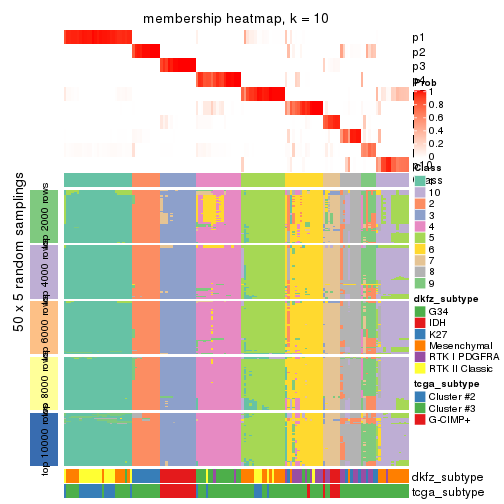 membership heatmap, k = 10
p1
p2
p3
p4
Prob
1
0.8
0.6
0.4
0.2
0
Class
10
2
3
4
5
6
7
8
9
dkfz_subtype
G34
IDH
K27
Mesenchymal
RTK I PDGFRA
RTK II Classic
tcga_subtype
Cluster #2
Cluster #3
G-CIMP+
50 x 5 random samplings
top 2000 rows
top 4000 rows
top 6000 rows
top 8000 rows
top 10000 rows
dkfz_subtype
tcga_subtype